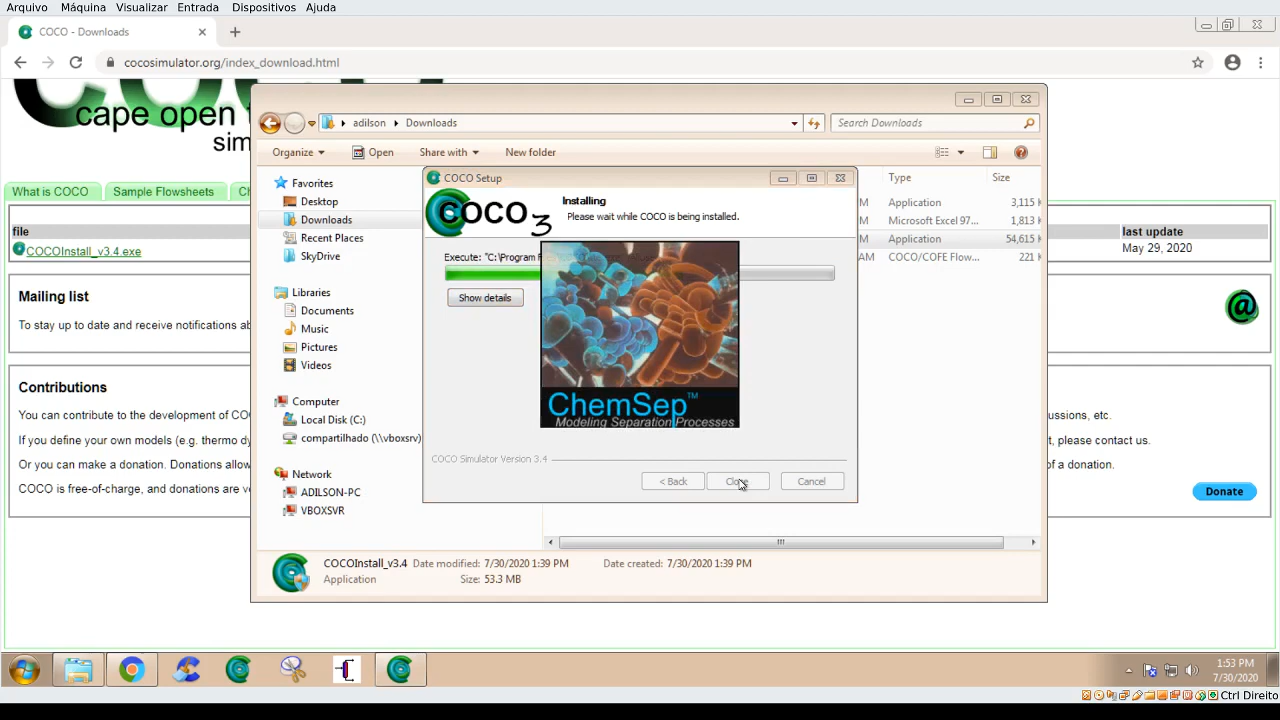 Arquivo Máquina Visualizar Entrada Dispositivos Ajuda
COCO - Downloads
cocosimulator.org/index_download.html
cape open t
sim
What is COCO Sample Flowsheets
file
last update
COCOInstall_v3.4.exe
May 29, 2020
Mailing list
To stay up to date and receive notifications
Contributions
You can contribute to the development of
ussions, etc.
If you define your own models (e.g. thermo
t, please contact us.
Or you can make a donation. Donations
of a donation.
COCO is free-of-charge, and donations are
Donate
adilson Downloads
Search Downloads
Organize Open Share with New folder
Favorites
Desktop
Downloads
Recent Places
SkyDrive
Libraries
Documents
Music
Pictures
Videos
Computer
Local Disk (C:)
compartilhado (\\vboxsrv)
Network
ADILSON-PC
VBOXSVR
Type Size
M Application 3,115 K
M Microsoft Excel 97... 1,813 K
M Application 54,615 K
AM COCO/COFE Flow... 221 K
COCO Setup
COCO 3
Installing
Please wait while COCO is being installed.
Execute: "C:\Program
Show details
ChemSep™
Modeling Separation Processes
COCO Simulator Version 3.4
< Back Close Cancel
COCOInstall_v3.4 Date modified: 7/30/2020 1:39 PM Date created: 7/30/2020 1:39 PM
Application Size: 53.3 MB
1:53 PM
7/30/2020
Ctrl Direito